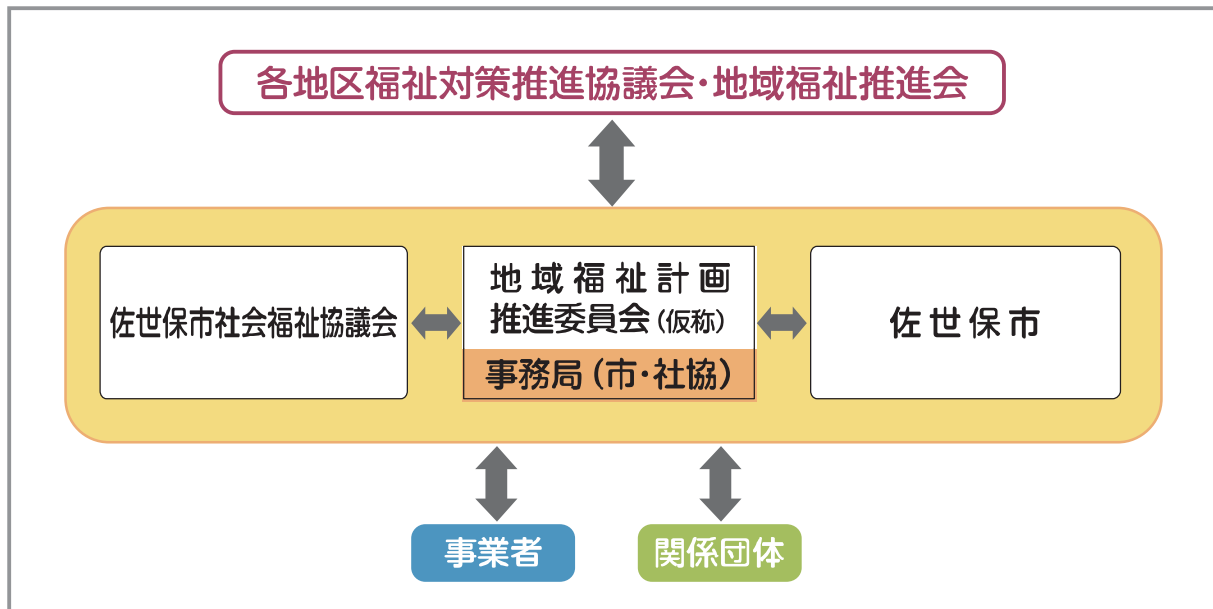 各地区福祉対策推進協議会・地域福祉推進会
佐世保市社会福祉協議会
地域福祉計画
推進委員会(仮称)
事務局(市・社協)
佐世保市
事業者
関係団体